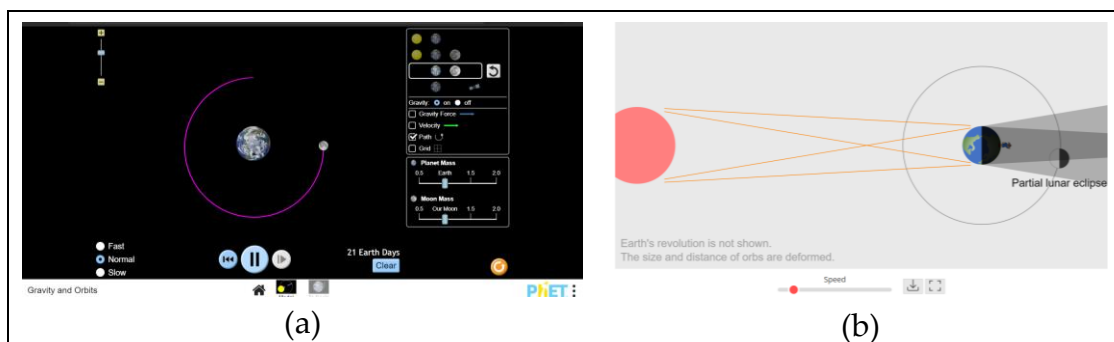 Gravity: on off
Gravity Force
Velocity
Path
Grid
Planet Mass
0.5 Earth 1.5 2.0
Moon Mass
0.5 Our Moon 1.5 2.0
Fast
Normal
Slow
21 Earth Days
Clear
Gravity and Orbits
PhET
(a)
Partial lunar eclipse
Earth's revolution is not shown.
The size and distance of orbs are deformed.
Speed
(b)